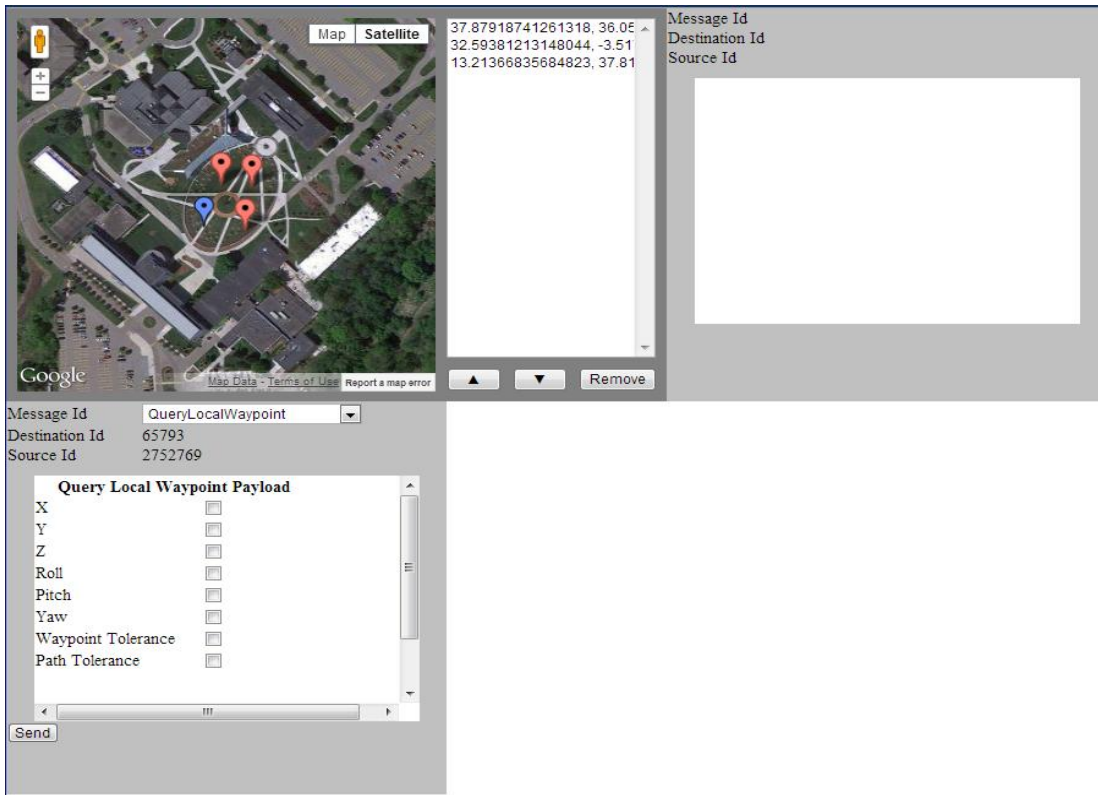 Map Satellite
Google
Map Data - Terms of Use Report a map error
37.87918741261318, 36.05
32.59381213148044, -3.51
13.21366835684823, 37.81
▲ ▼ Remove
Message Id
Destination Id
Source Id
Message Id QueryLocalWaypoint
Destination Id 65793
Source Id 2752769
Query Local Waypoint Payload
X
Y
Z
Roll
Pitch
Yaw
Waypoint Tolerance
Path Tolerance
Send